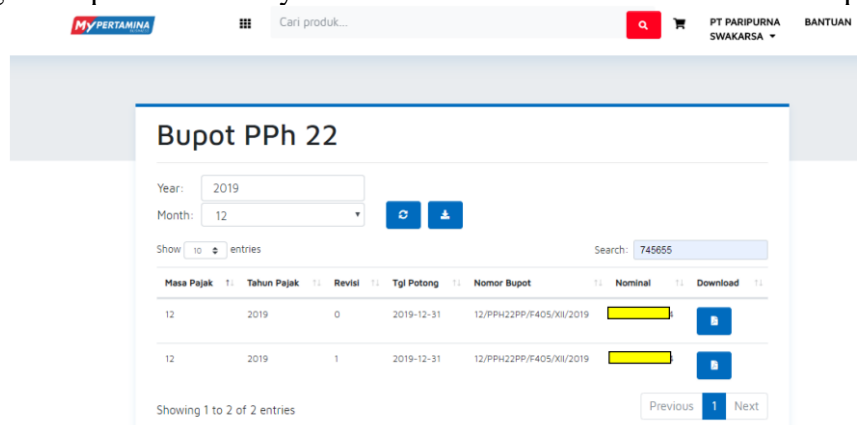 MyPERTAMINA Cari produk... PT PARIPURNA SWAKARSA BANTUAN
Bupot PPh 22
Year: 2019
Month: 12
Show 10 entries Search: 745655
Masa Pajak Tahun Pajak Revisi Tgl Potong Nomor Bupot Nominal Download
12 2019 0 2019-12-31 12/PPH22PP/F405/XII/2019
12 2019 1 2019-12-31 12/PPH22PP/F405/XII/2019
Showing 1 to 2 of 2 entries Previous 1 Next